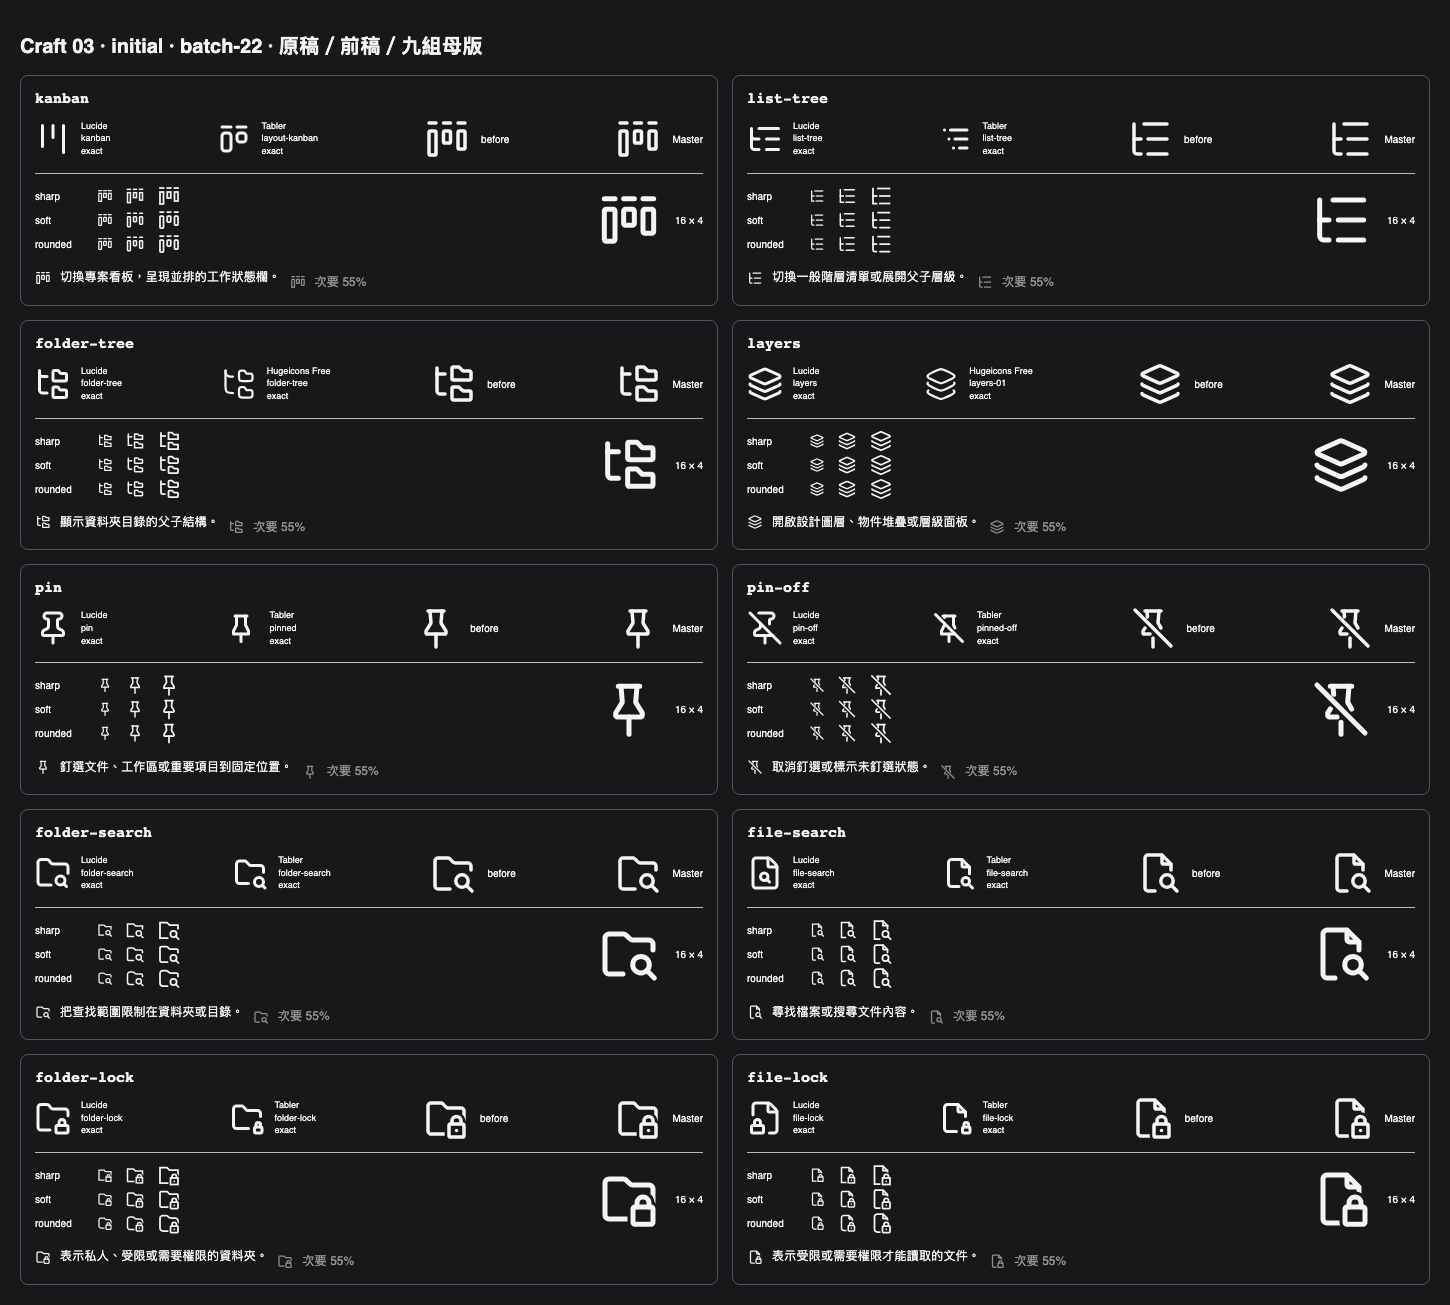 Craft 03 · initial · batch-22 · 原稿 / 前稿 / 九組母版
kanban
Lucide
kanban
exact
Tabler
layout-kanban
exact
before
Master
sharp
soft
rounded
16 × 4
切換專案看板，呈現並排的工作狀態欄。
次要 55%
list-tree
Lucide
list-tree
exact
Tabler
list-tree
exact
before
Master
sharp
soft
rounded
16 × 4
切換一般階層清單或展開父子層級。
次要 55%
folder-tree
Lucide
folder-tree
exact
Hugeicons Free
folder-tree
exact
before
Master
sharp
soft
rounded
16 × 4
顯示資料夾目錄的父子結構。
次要 55%
layers
Lucide
layers
exact
Hugeicons Free
layers-01
exact
before
Master
sharp
soft
rounded
16 × 4
開啟設計圖層、物件堆疊或層級面板。
次要 55%
pin
Lucide
pin
exact
Tabler
pinned
exact
before
Master
sharp
soft
rounded
16 × 4
釘選文件、工作區或重要項目到固定位置。
次要 55%
pin-off
Lucide
pin-off
exact
Tabler
pinned-off
exact
before
Master
sharp
soft
rounded
16 × 4
取消釘選或標示未釘選狀態。
次要 55%
folder-search
Lucide
folder-search
exact
Tabler
folder-search
exact
before
Master
sharp
soft
rounded
16 × 4
把查找範圍限制在資料夾或目錄。
次要 55%
file-search
Lucide
file-search
exact
Tabler
file-search
exact
before
Master
sharp
soft
rounded
16 × 4
尋找檔案或搜尋文件內容。
次要 55%
folder-lock
Lucide
folder-lock
exact
Tabler
folder-lock
exact
before
Master
sharp
soft
rounded
16 × 4
表示私人、受限或需要權限的資料夾。
次要 55%
file-lock
Lucide
file-lock
exact
Tabler
file-lock
exact
before
Master
sharp
soft
rounded
16 × 4
表示受限或需要權限才能讀取的文件。
次要 55%